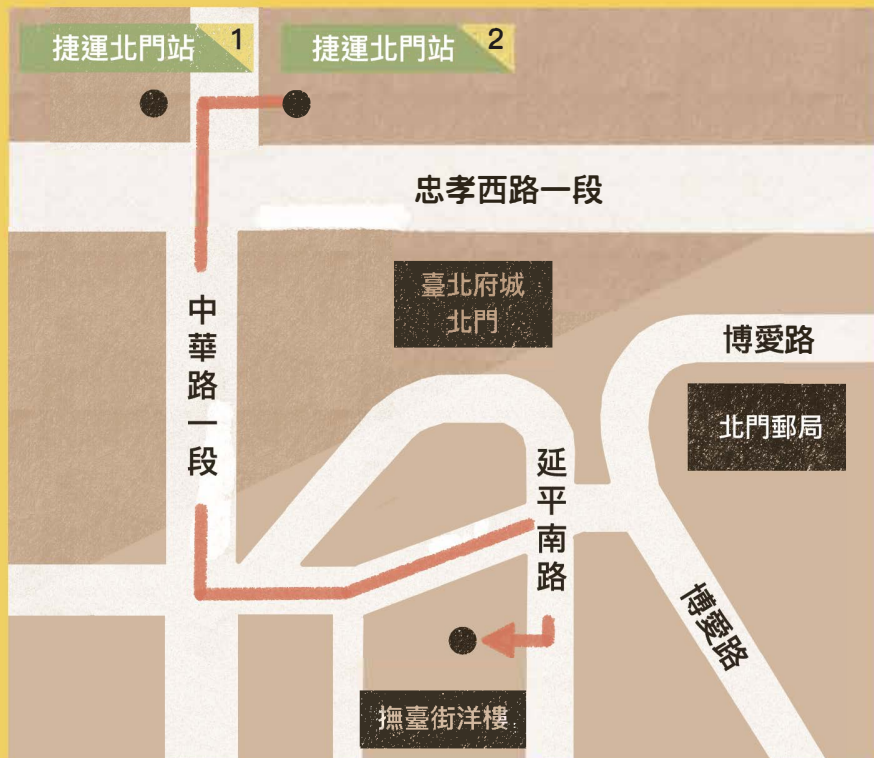 捷運北門站 1
捷運北門站 2
忠孝西路一段
臺北府城
北門
中華路一段
博愛路
北門郵局
延平南路
博愛路
撫臺街洋樓